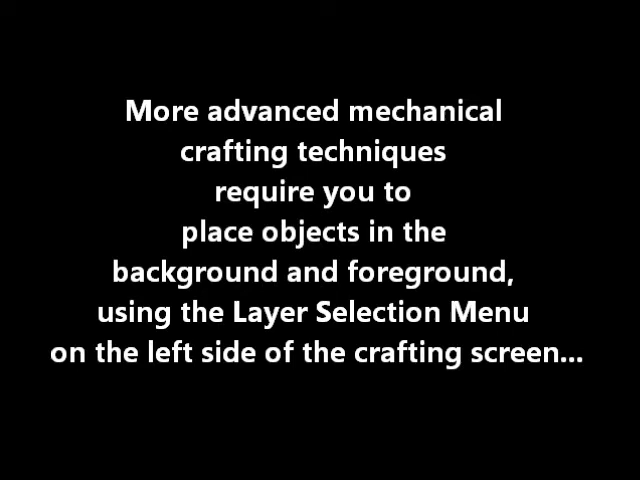 More advanced mechanical
crafting techniques
require you to
place objects in the
background and foreground,
using the Layer Selection Menu
on the left side of the crafting screen...